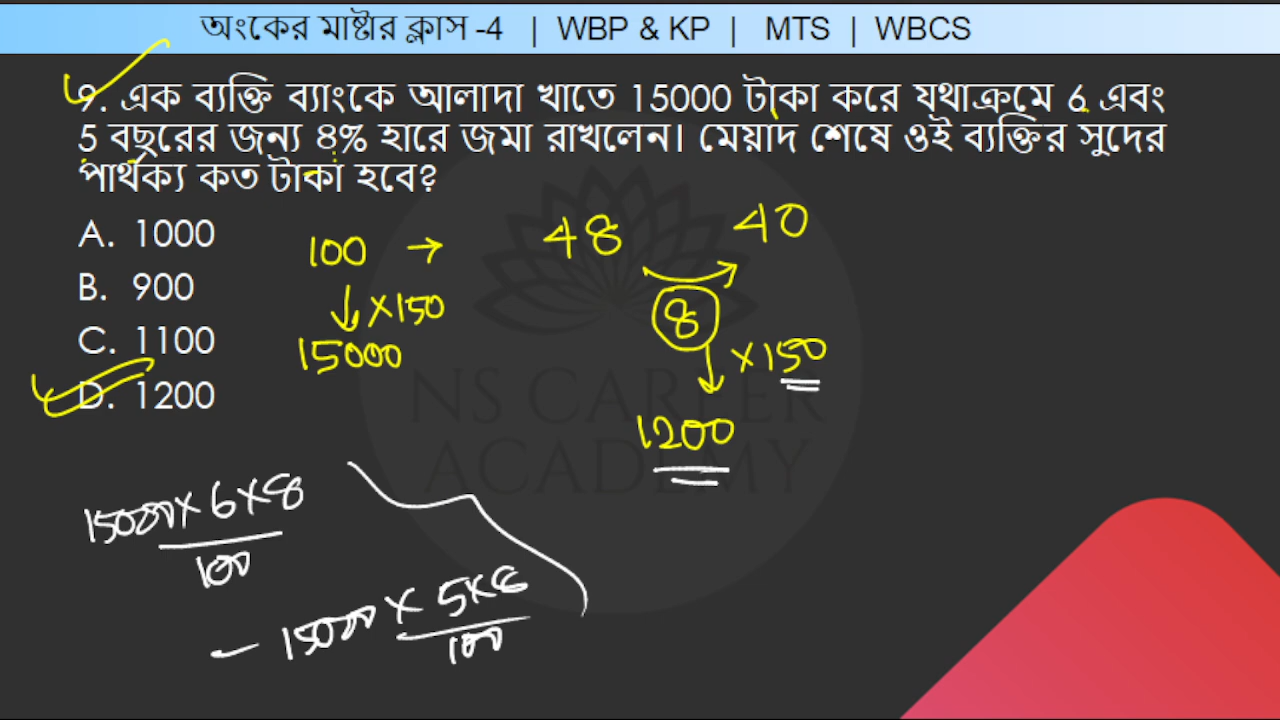 অংকের মাষ্টার ক্লাস -4 | WBP & KP | MTS | WBCS
9. এক ব্যক্তি ব্যাংকে আলাদা খাতে 15000 টাকা করে যথাক্রমে 6 এবং
5 বছরের জন্য ৪% হারে জমা রাখলেন। মেয়াদ শেষে ওই ব্যক্তির সুদের
পার্থক্য কত টাকা হবে?
A. 1000
B. 900
C. 1100
D. 1200
100 → 48 40
↓ ×150 8
15000 ↓ ×150
1200
NS CAREER
ACADEMY
15000 × 6 × 8
100
- 15000 × 5 × 8
100